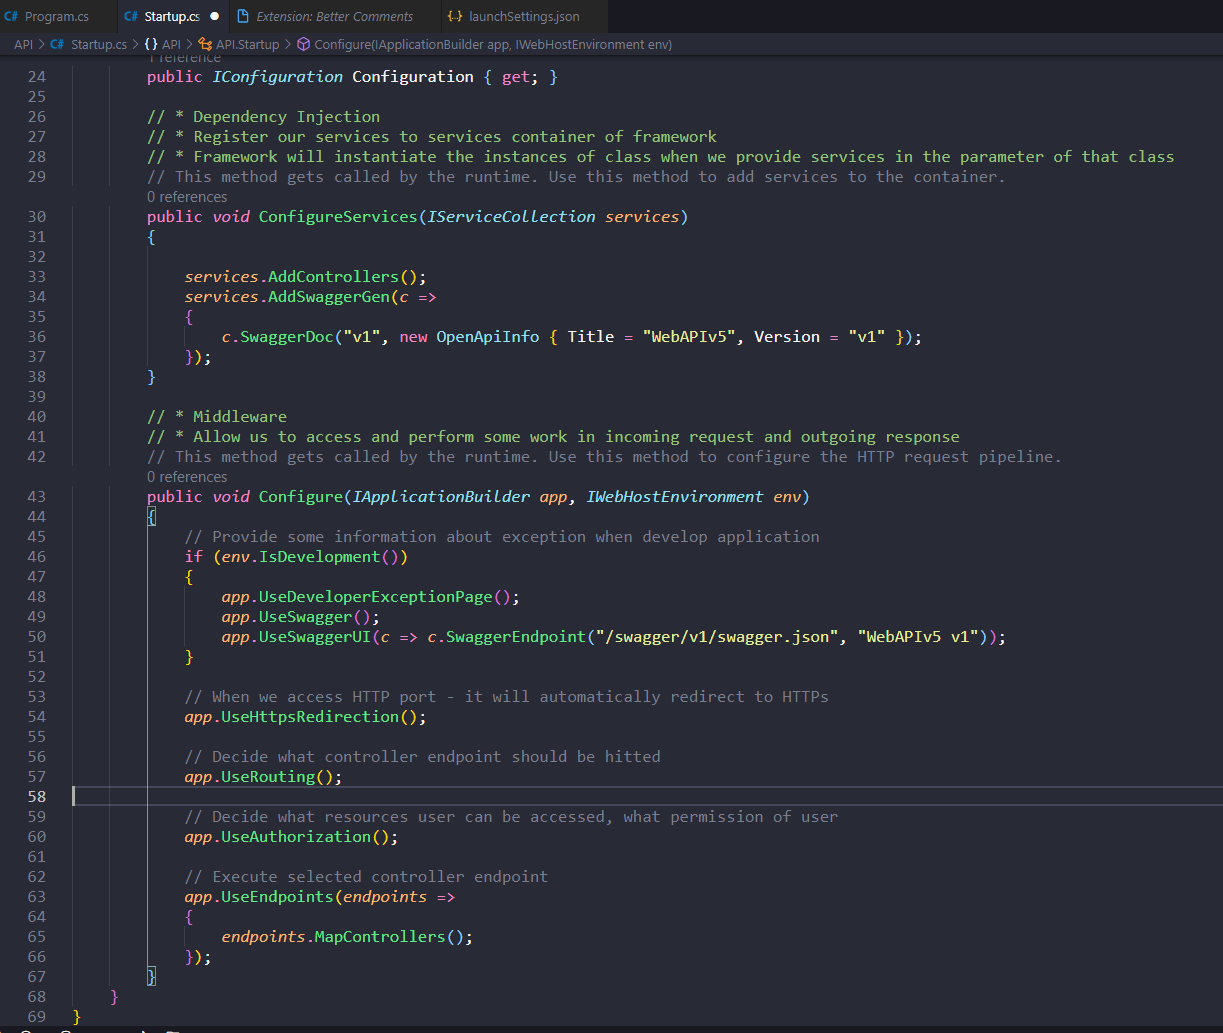 C# Program.cs C# Startup.cs Extension: Better Comments {..} launchSettings.json
API > C# Startup.cs > {} API > API.Startup > Configure(IApplicationBuilder app, IWebHostEnvironment env)
1 reference
24 public IConfiguration Configuration { get; }
25
26 // * Dependency Injection
27 // * Register our services to services container of framework
28 // * Framework will instantiate the instances of class when we provide services in the parameter of that class
29 // This method gets called by the runtime. Use this method to add services to the container.
0 references
30 public void ConfigureServices(IServiceCollection services)
31 {
32
33 services.AddControllers();
34 services.AddSwaggerGen(c =>
35 {
36 c.SwaggerDoc("v1", new OpenApiInfo { Title = "WebAPIv5", Version = "v1" });
37 });
38 }
39
40 // * Middleware
41 // * Allow us to access and perform some work in incoming request and outgoing response
42 // This method gets called by the runtime. Use this method to configure the HTTP request pipeline.
0 references
43 public void Configure(IApplicationBuilder app, IWebHostEnvironment env)
44 {
45 // Provide some information about exception when develop application
46 if (env.IsDevelopment())
47 {
48 app.UseDeveloperExceptionPage();
49 app.UseSwagger();
50 app.UseSwaggerUI(c => c.SwaggerEndpoint("/swagger/v1/swagger.json", "WebAPIv5 v1"));
51 }
52
53 // When we access HTTP port - it will automatically redirect to HTTPs
54 app.UseHttpsRedirection();
55
56 // Decide what controller endpoint should be hitted
57 app.UseRouting();
58
59 // Decide what resources user can be accessed, what permission of user
60 app.UseAuthorization();
61
62 // Execute selected controller endpoint
63 app.UseEndpoints(endpoints =>
64 {
65 endpoints.MapControllers();
66 });
67 }
68 }
69 }